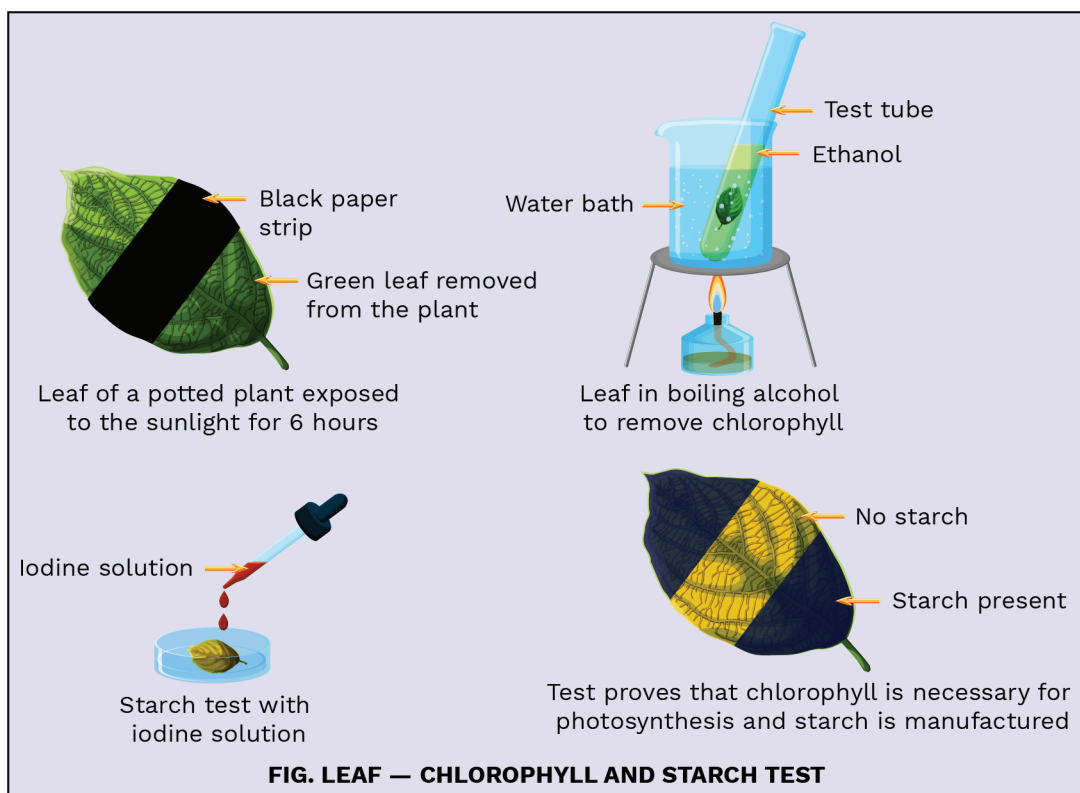 Black paper
strip
Green leaf removed
from the plant
Leaf of a potted plant exposed
to the sunlight for 6 hours
Test tube
Ethanol
Water bath
Leaf in boiling alcohol
to remove chlorophyll
Iodine solution
Starch test with
iodine solution
No starch
Starch present
Test proves that chlorophyll is necessary for
photosynthesis and starch is manufactured
FIG. LEAF — CHLOROPHYLL AND STARCH TEST